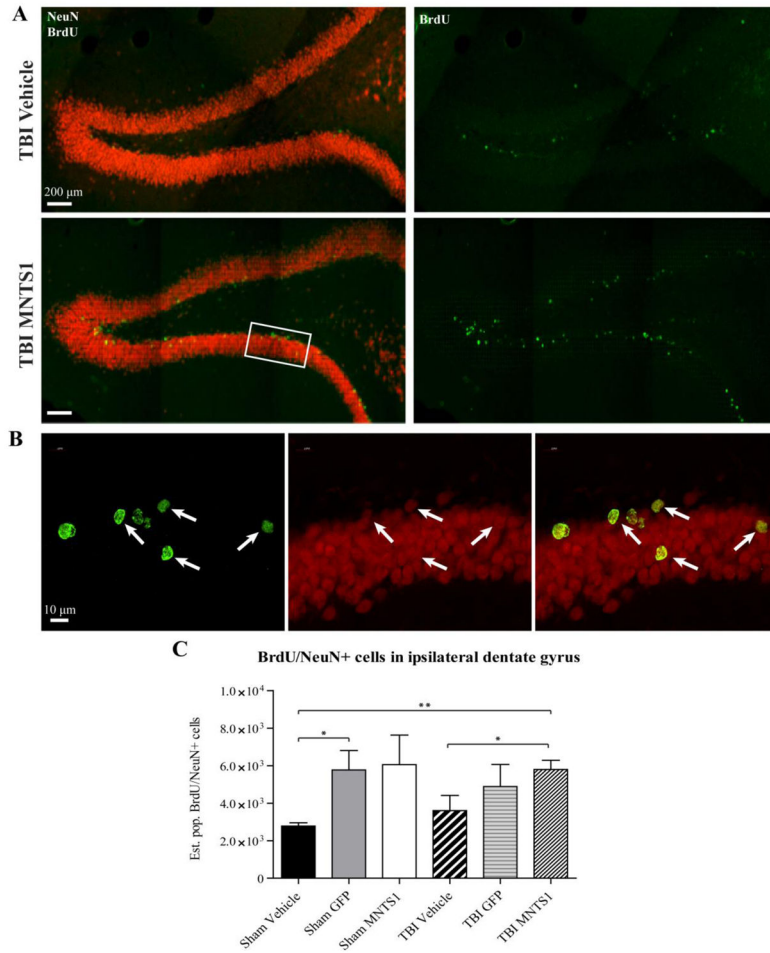 A
NeuN
BrdU
BrdU
TBI Vehicle
200 μm
TBI MNTS1
B
10 μm
C
BrdU/NeuN+ cells in ipsilateral dentate gyrus
Est. pop. BrdU/NeuN+ cells
1.0×10⁴
8.0×10³
6.0×10³
4.0×10³
2.0×10³
0
**
*
*
Sham Vehicle
Sham GFP
Sham MNTS1
TBI Vehicle
TBI GFP
TBI MNTS1